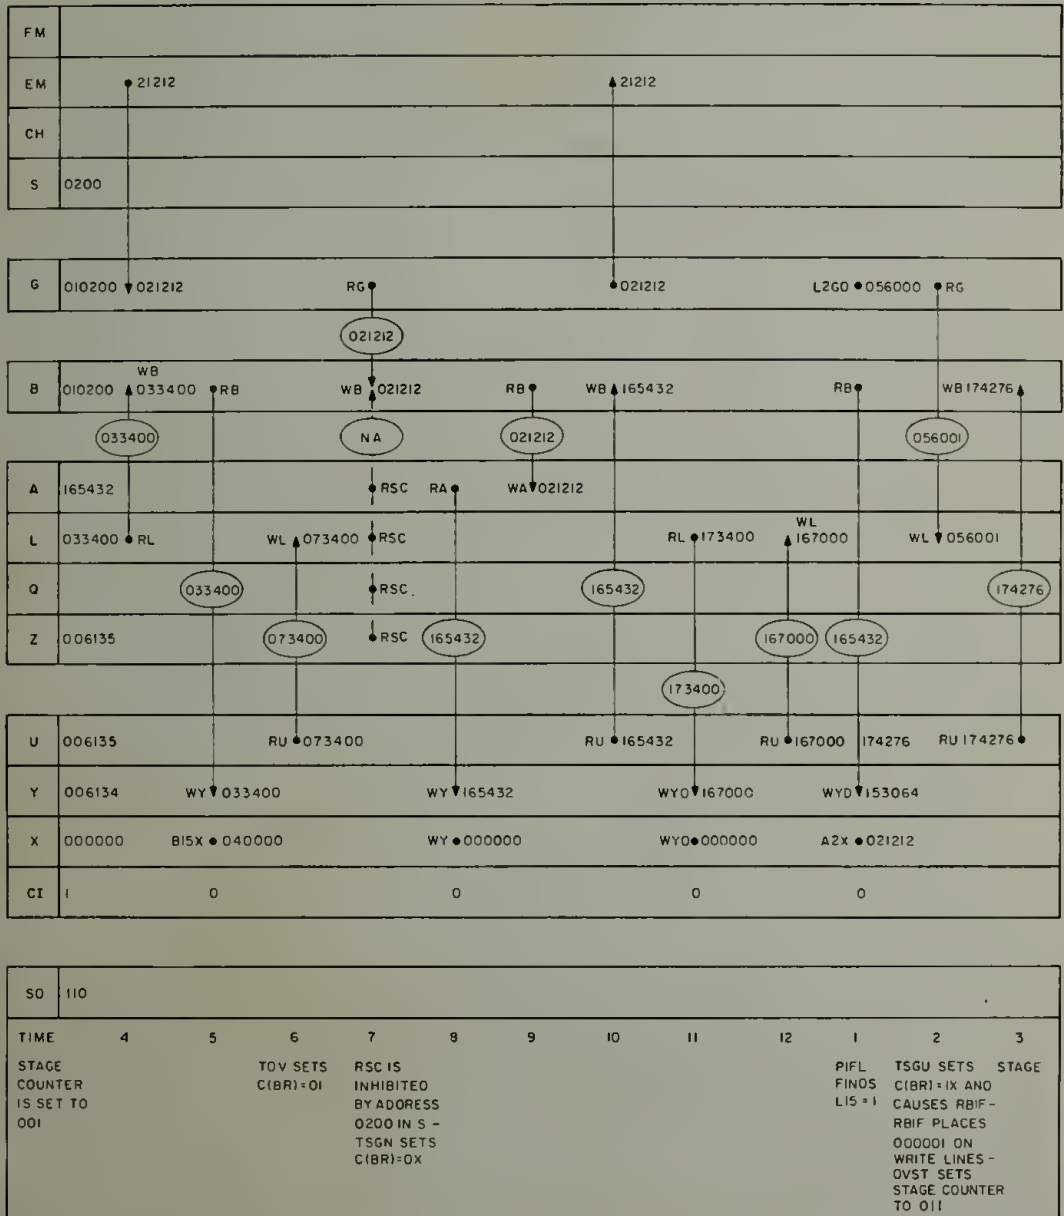 FM
EM 21212 21212
CH
S 0200
G 010200 021212 RG 021212 L2GO 056000 RG
021212
WB
B 010200 033400 RB WB 021212 RB WB 165432 RB WB 174276
033400 NA 021212 056001
A 165432 RSC RA WA 021212
WL
L 033400 RL WL 073400 RSC RL 173400 167000 WL 056001
Q 033400 RSC 165432 174276
Z 006135 073400 RSC 165432 167000 165432
173400
U 006135 RU 073400 RU 165432 RU 167000 174276 RU 174276
Y 006134 WY 033400 WY 165432 WYD 167000 WYD 153064
X 000000 B15X 040000 WY 000000 WYD 000000 A2X 021212
CI 1 0 0 0 0
SQ 110
TIME 4 5 6 7 8 9 10 11 12 1 2 3
STAGE
COUNTER
IS SET TO
001
TOV SETS
C(BR)=01
RSC IS
INHIBITED
BY ADDRESS
0200 IN S -
TSGN SETS
C(BR)=0X
PIFL
FINDS
L15=1
TSGU SETS
C(BR)=1X AND
CAUSES RBIF-
RBIF PLACES
000001 ON
WRITE LINES-
OVST SETS
STAGE COUNTER
TO 011
STAGE